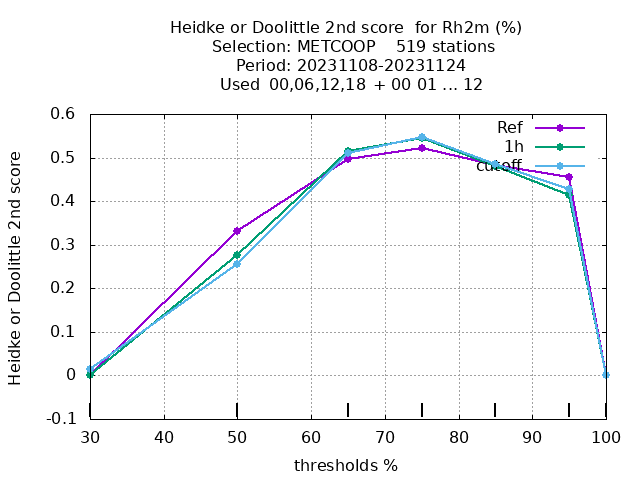 Heidke or Doolittle 2nd score  for Rh2m (%)
Selection: METCOOP    519 stations
Period: 20231108-20231124
Used  00,06,12,18  + 00 01 ... 12
Heidke or Doolittle 2nd score
0.6
0.5
0.4
0.3
0.2
0.1
0
-0.1
Ref
1h
cutoff
30 40 50 60 70 80 90 100
thresholds %